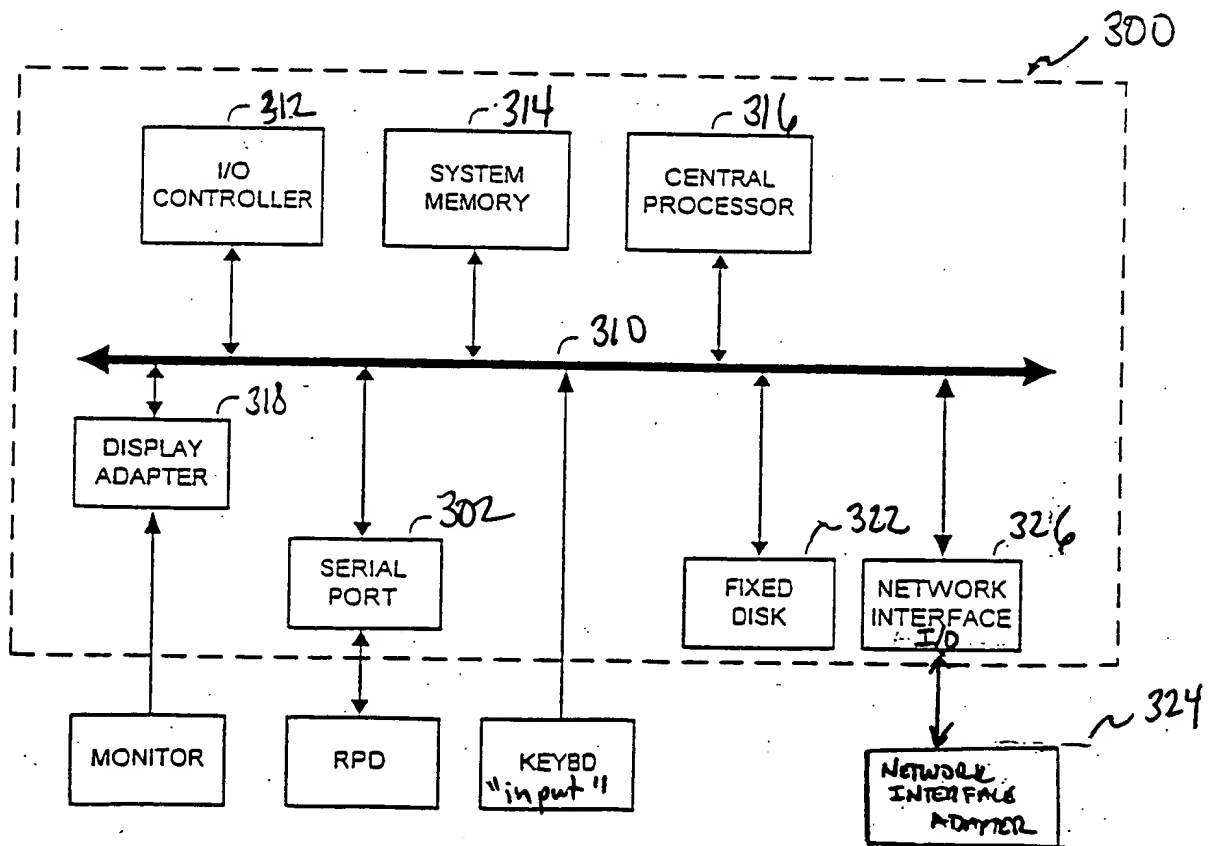 300
312
314
316
I/O
CONTROLLER
SYSTEM
MEMORY
CENTRAL
PROCESSOR
310
318
DISPLAY
ADAPTER
302
322
326
SERIAL
PORT
FIXED
DISK
NETWORK
INTERFACE
I/O
324
MONITOR
RPD
KEYBD
"input"
NETWORK
INTERFACE
ADAPTER